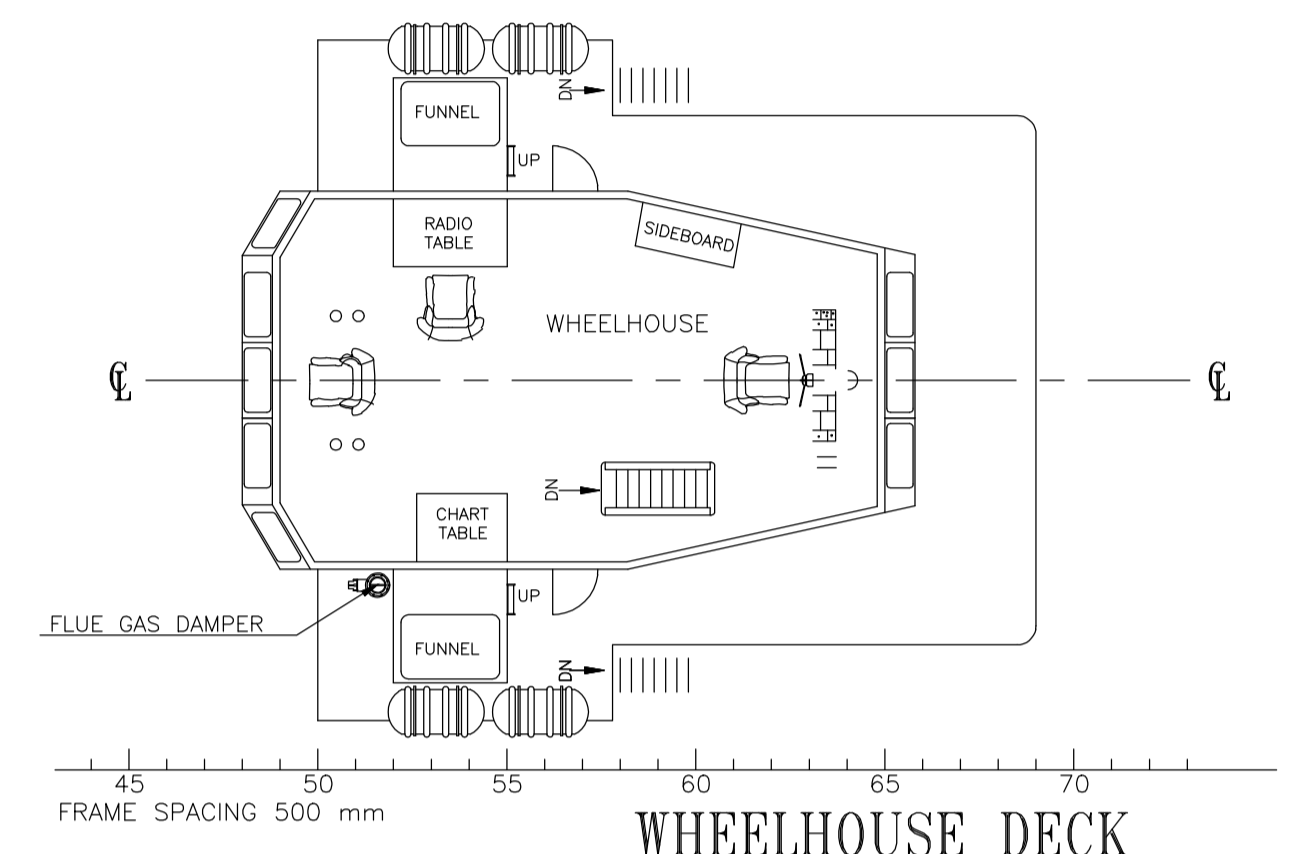 DN
FUNNEL
UP
RADIO
TABLE
SIDEBOARD
WHEELHOUSE
℄
℄
DN
CHART
TABLE
UP
FLUE GAS DAMPER
FUNNEL
DN
45 50 55 60 65 70
FRAME SPACING 500 mm
WHEELHOUSE DECK